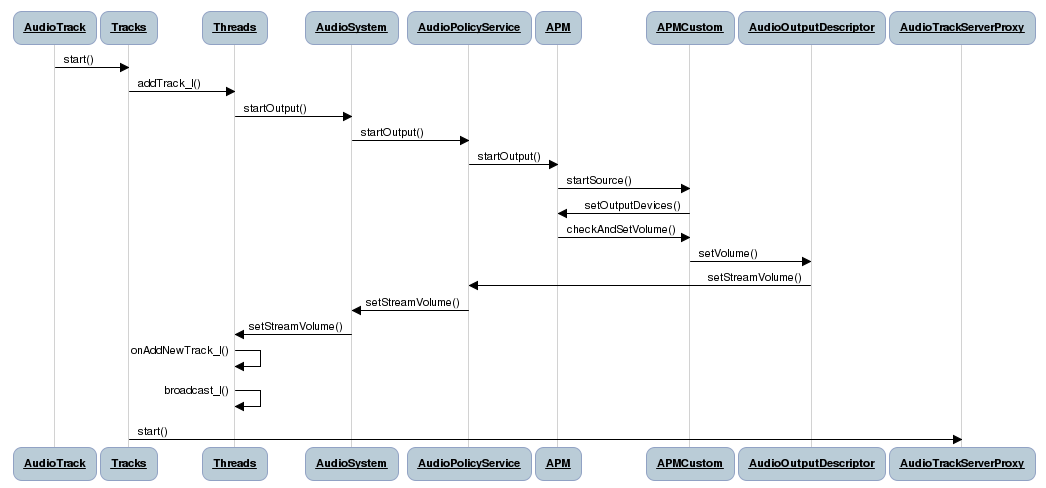 AudioTrack Tracks Threads AudioSystem AudioPolicyService APM APMCustom AudioOutputDescriptor AudioTrackServerProxy
start()
addTrack_l()
startOutput()
startOutput()
startOutput()
startSource()
setOutputDevices()
checkAndSetVolume()
setVolume()
setStreamVolume()
setStreamVolume()
setStreamVolume()
onAddNewTrack_l()
broadcast_l()
start()
AudioTrack Tracks Threads AudioSystem AudioPolicyService APM APMCustom AudioOutputDescriptor AudioTrackServerProxy